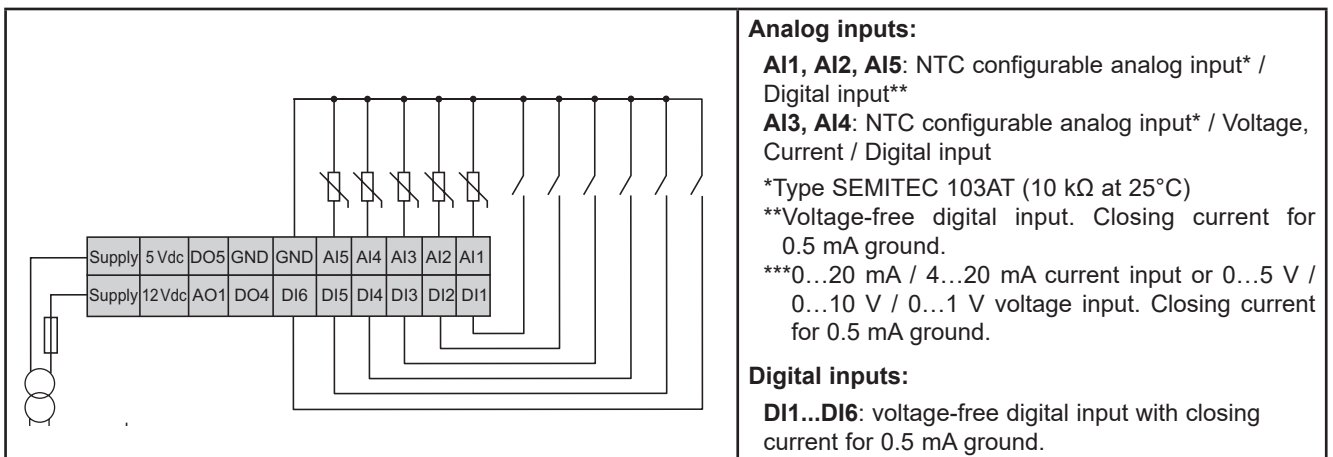 Supply 5 Vdc DO5 GND GND AI5 AI4 AI3 AI2 AI1
Supply 12 Vdc AO1 DO4 DI6 DI5 DI4 DI3 DI2 DI1
Analog inputs:
AI1, AI2, AI5: NTC configurable analog input* /
Digital input**
AI3, AI4: NTC configurable analog input* / Voltage,
Current / Digital input
*Type SEMITEC 103AT (10 kΩ at 25°C)
**Voltage-free digital input. Closing current for
0.5 mA ground.
***0…20 mA / 4…20 mA current input or 0…5 V /
0…10 V / 0…1 V voltage input. Closing current
for 0.5 mA ground.
Digital inputs:
DI1...DI6: voltage-free digital input with closing
current for 0.5 mA ground.